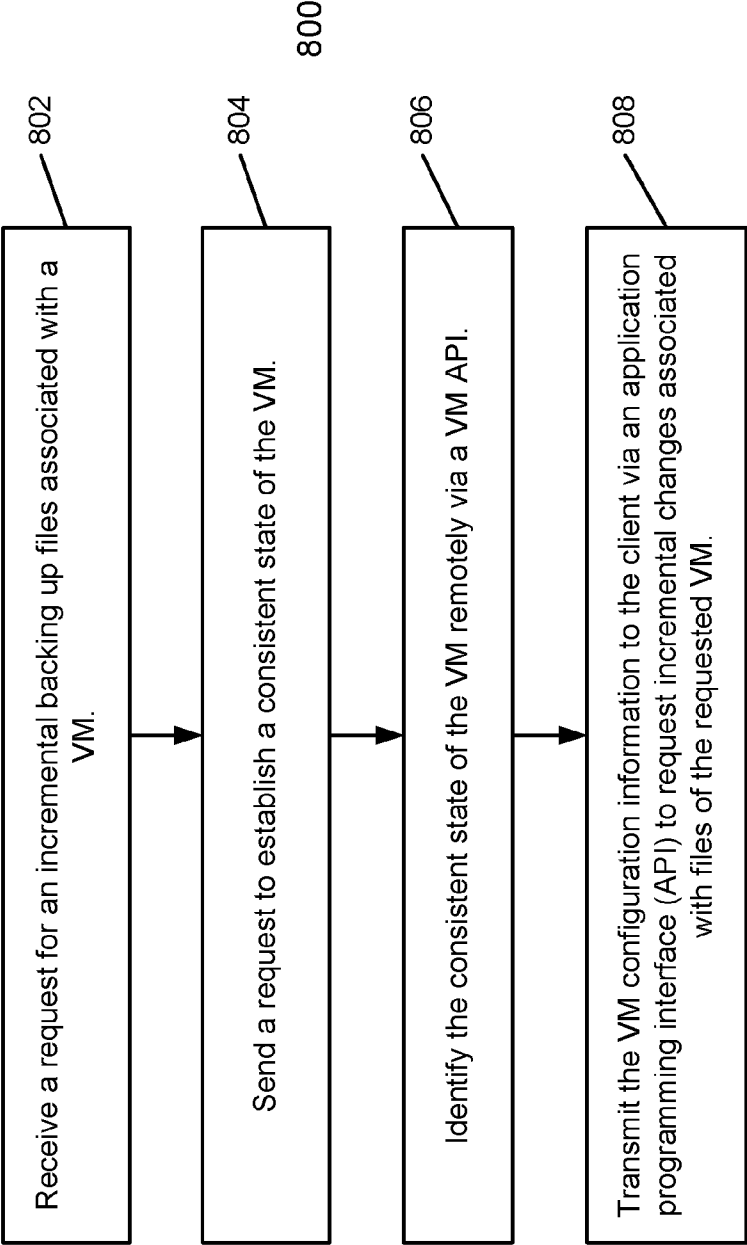 800
802
Receive a request for an incremental backing up files associated with a
VM.
804
Send a request to establish a consistent state of the VM.
806
Identify the consistent state of the VM remotely via a VM API.
808
Transmit the VM configuration information to the client via an application
programming interface (API) to request incremental changes associated
with files of the requested VM.